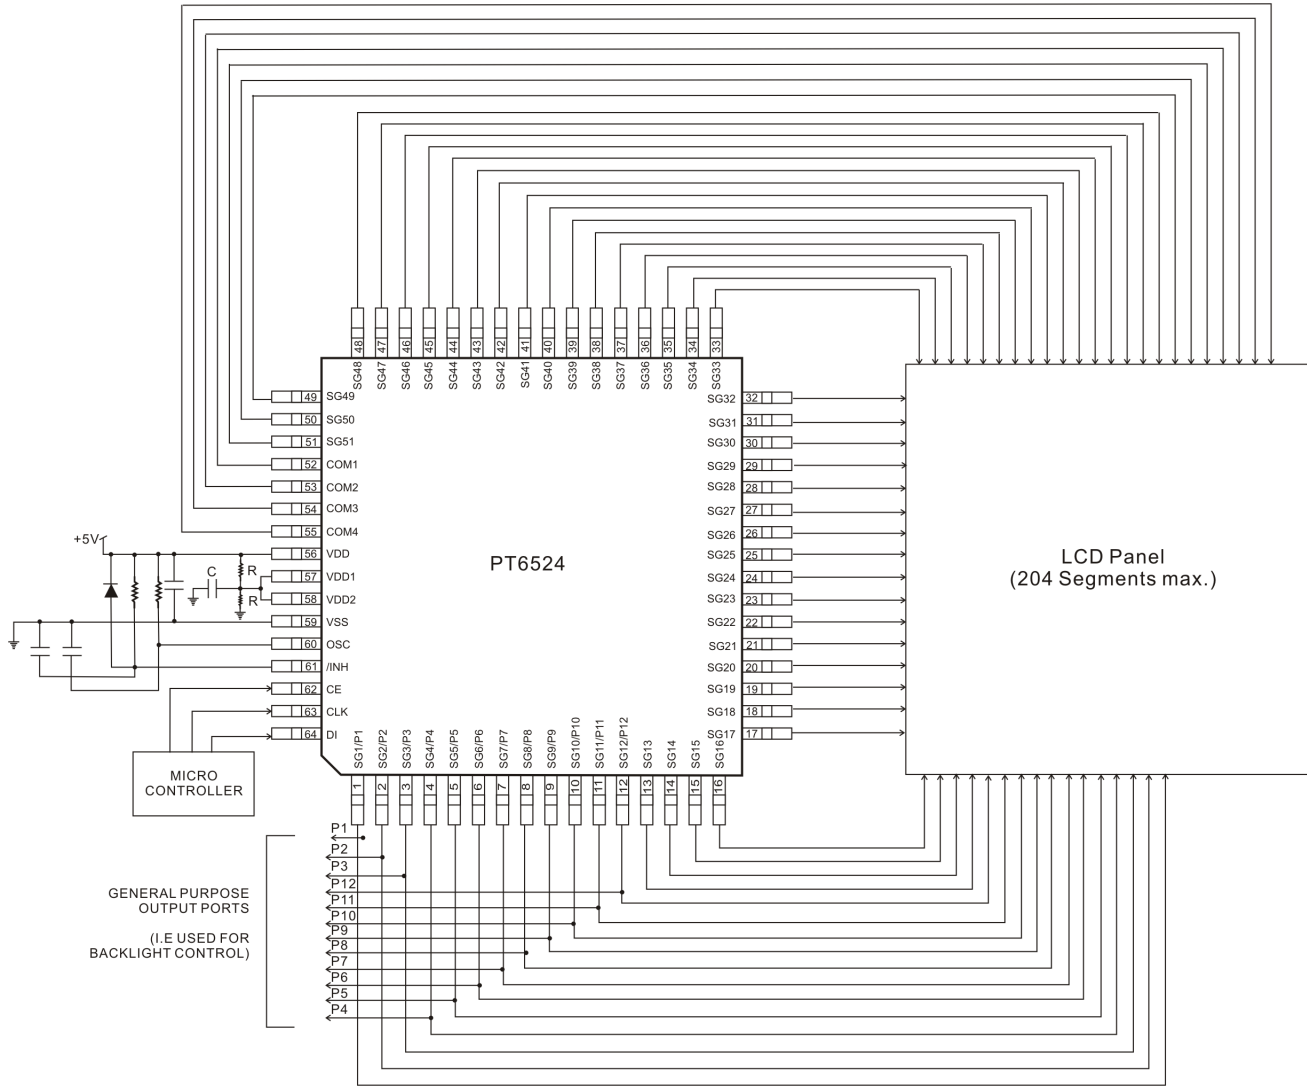 48 47 46 45 44 43 42 41 40 39 38 37 36 35 34 33
SG48 SG47 SG46 SG45 SG44 SG43 SG42 SG41 SG40 SG39 SG38 SG37 SG36 SG35 SG34 SG33
49 SG49
50 SG50
51 SG51
52 COM1
53 COM2
54 COM3
55 COM4
56 VDD
57 VDD1
58 VDD2
59 VSS
60 OSC
61 /INH
62 CE
63 CLK
64 DI
+5V
C
R
R
PT6524
SG32 32
SG31 31
SG30 30
SG29 29
SG28 28
SG27 27
SG26 26
SG25 25
SG24 24
SG23 23
SG22 22
SG21 21
SG20 20
SG19 19
SG18 18
SG17 17
LCD Panel
(204 Segments max.)
MICRO
CONTROLLER
SG1/P1 SG2/P2 SG3/P3 SG4/P4 SG5/P5 SG6/P6 SG7/P7 SG8/P8 SG9/P9 SG10/P10 SG11/P11 SG12/P12 SG13 SG14 SG15 SG16
1 2 3 4 5 6 7 8 9 10 11 12 13 14 15 16
P1
P2
P3
P12
P11
P10
P9
P8
P7
P6
P5
P4
GENERAL PURPOSE
OUTPUT PORTS
(I.E USED FOR
BACKLIGHT CONTROL)